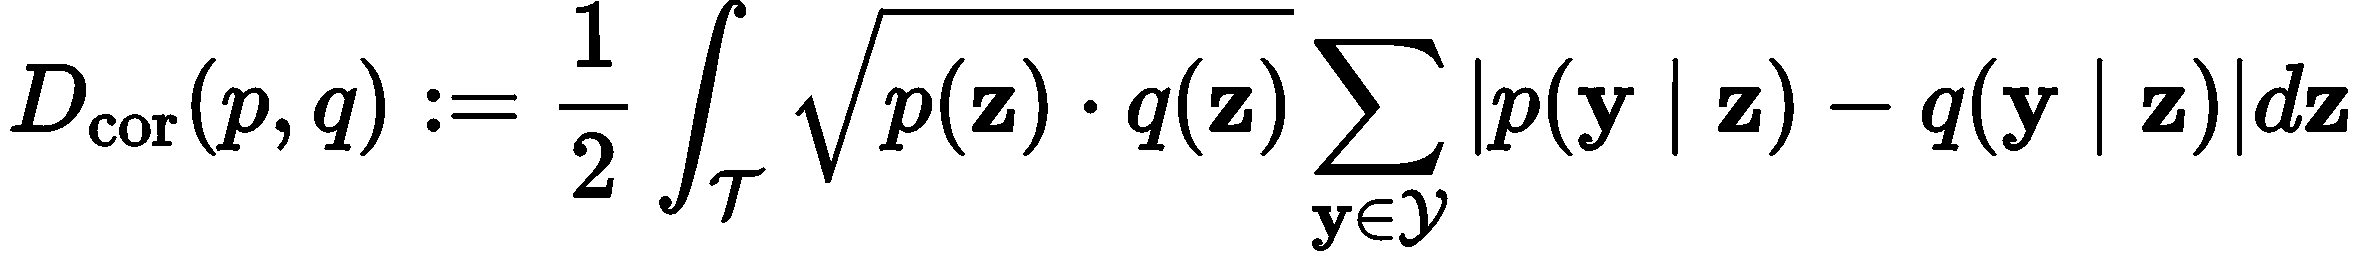 D_{\text{cor}}(p, q) := \frac{1}{2} \int_{\mathcal{T}} \sqrt{p(\mathbf{z}) \cdot q(\mathbf{z})} \sum_{\mathbf{y} \in \mathcal{Y}} |p(\mathbf{y} \mid \mathbf{z}) - q(\mathbf{y} \mid \mathbf{z})| d\mathbf{z}